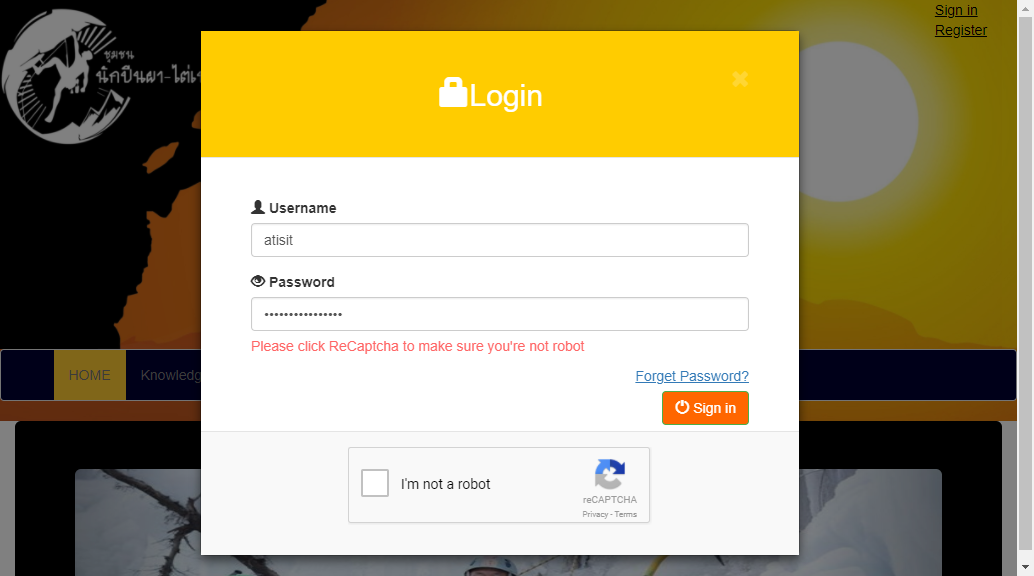 Sign in
Register
ชุมชน
นักปีนผา-ไต่เ
Login
Username
atisit
Password
••••••••••••••••
Please click ReCaptcha to make sure you're not robot
HOME
Knowledg
Forget Password?
Sign in
I'm not a robot
reCAPTCHA
Privacy - Terms